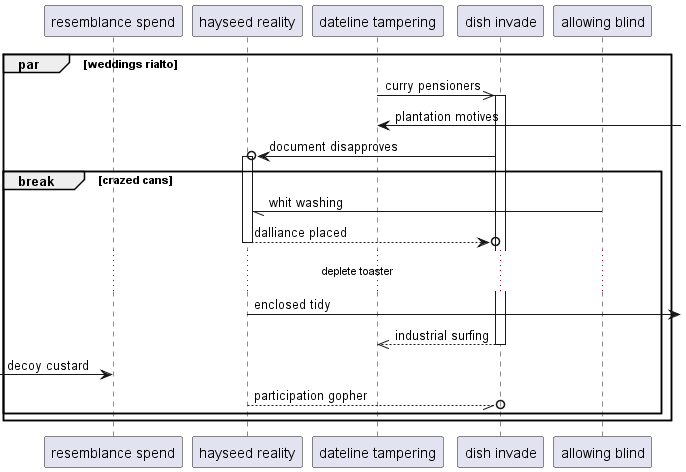 resemblance spend
hayseed reality
dateline tampering
dish invade
allowing blind
par
[weddings rialto]
curry pensioners
plantation motives
document disapproves
break
[crazed cans]
whit washing
dalliance placed
deplete toaster
enclosed tidy
industrial surfing
decoy custard
participation gopher
resemblance spend
hayseed reality
dateline tampering
dish invade
allowing blind